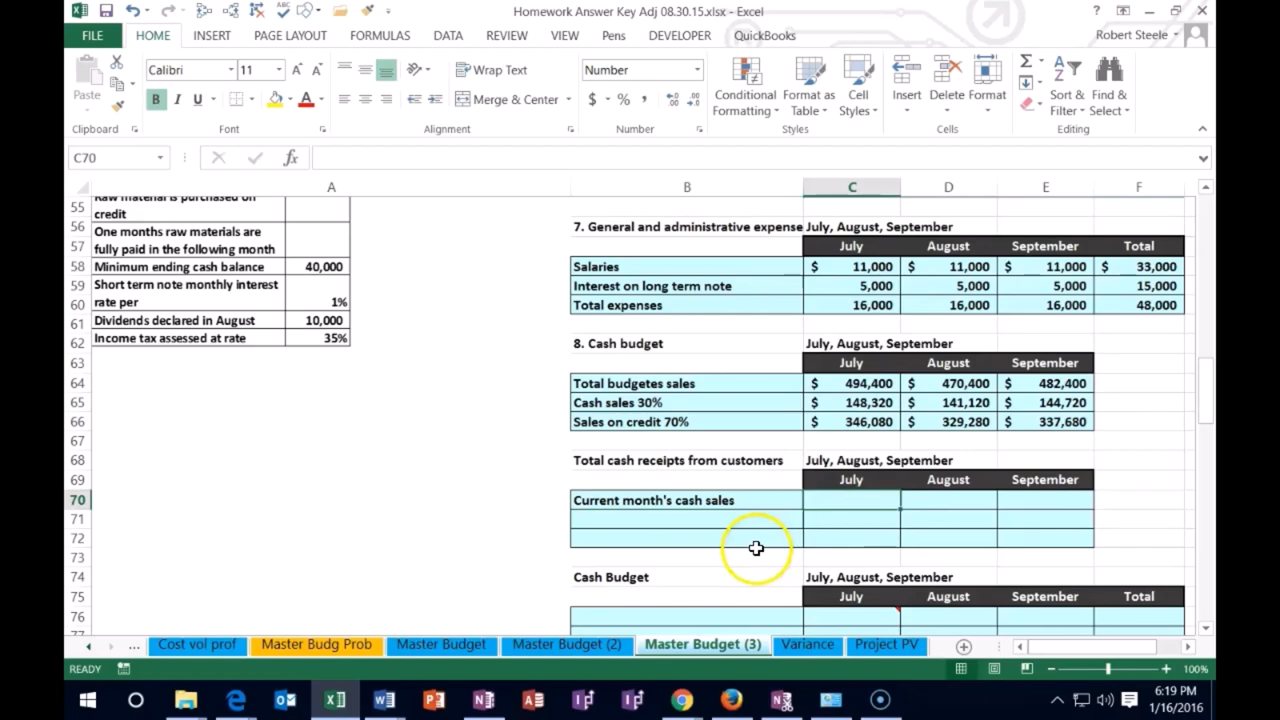 Homework Answer Key Adj 08.30.15.xlsx - Excel
FILE HOME INSERT PAGE LAYOUT FORMULAS DATA REVIEW VIEW Pens DEVELOPER QuickBooks Robert Steele
Paste Calibri 11 Wrap Text Merge & Center Number Conditional Formatting Format as Table Cell Styles Insert Delete Format Sort & Filter Find & Select
Clipboard Font Alignment Number Styles Cells Editing
C70
A B C D E F
55 Raw material is purchased on credit
56 One months raw materials are 7. General and administrative expense July, August, September
57 fully paid in the following month July August September Total
58 Minimum ending cash balance 40,000 Salaries $ 11,000 $ 11,000 $ 11,000 $ 33,000
59 Short term note monthly interest Interest on long term note 5,000 5,000 5,000 15,000
60 rate per 1% Total expenses 16,000 16,000 16,000 48,000
61 Dividends declared in August 10,000
62 Income tax assessed at rate 35% 8. Cash budget July, August, September
63 July August September
64 Total budgetes sales $ 494,400 $ 470,400 $ 482,400
65 Cash sales 30% $ 148,320 $ 141,120 $ 144,720
66 Sales on credit 70% $ 346,080 $ 329,280 $ 337,680
67
68 Total cash receipts from customers July, August, September
69 July August September
70 Current month's cash sales
71
72
73
74 Cash Budget July, August, September
75 July August September Total
76
77
... Cost vol prof Master Budg Prob Master Budget Master Budget (2) Master Budget (3) Variance Project PV
READY 100%
6:19 PM
1/16/2016